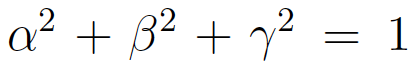 α² + β² + γ² = 1